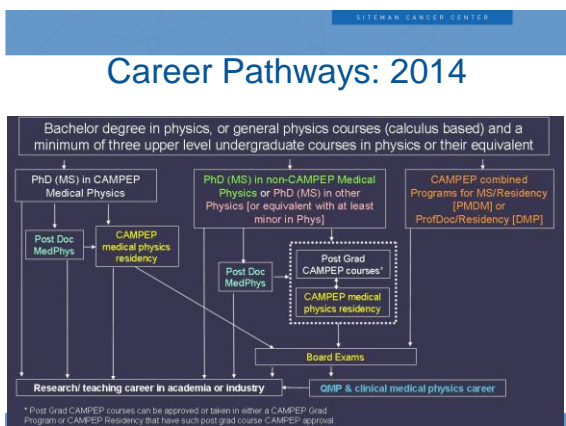 SITEMAN CANCER CENTER
Career Pathways: 2014
Bachelor degree in physics, or general physics courses (calculus based) and a
minimum of three upper level undergraduate courses in physics or their equivalent
PhD (MS) in CAMPEP
Medical Physics
PhD (MS) in non-CAMPEP Medical
Physics or PhD (MS) in other
Physics [or equivalent with at least
minor in Phys]
CAMPEP combined
Programs for MS/Residency
[PMDM] or
ProfDoc/Residency [DMP]
Post Doc
MedPhys
CAMPEP
medical physics
residency
Post Doc
MedPhys
Post Grad
CAMPEP courses*
CAMPEP medical
physics residency
Board Exams
Research/ teaching career in academia or industry
QMP & clinical medical physics career
* Post Grad CAMPEP courses can be approved or taken in either a CAMPEP Grad
Program or CAMPEP Residency that have such post grad course CAMPEP approval.